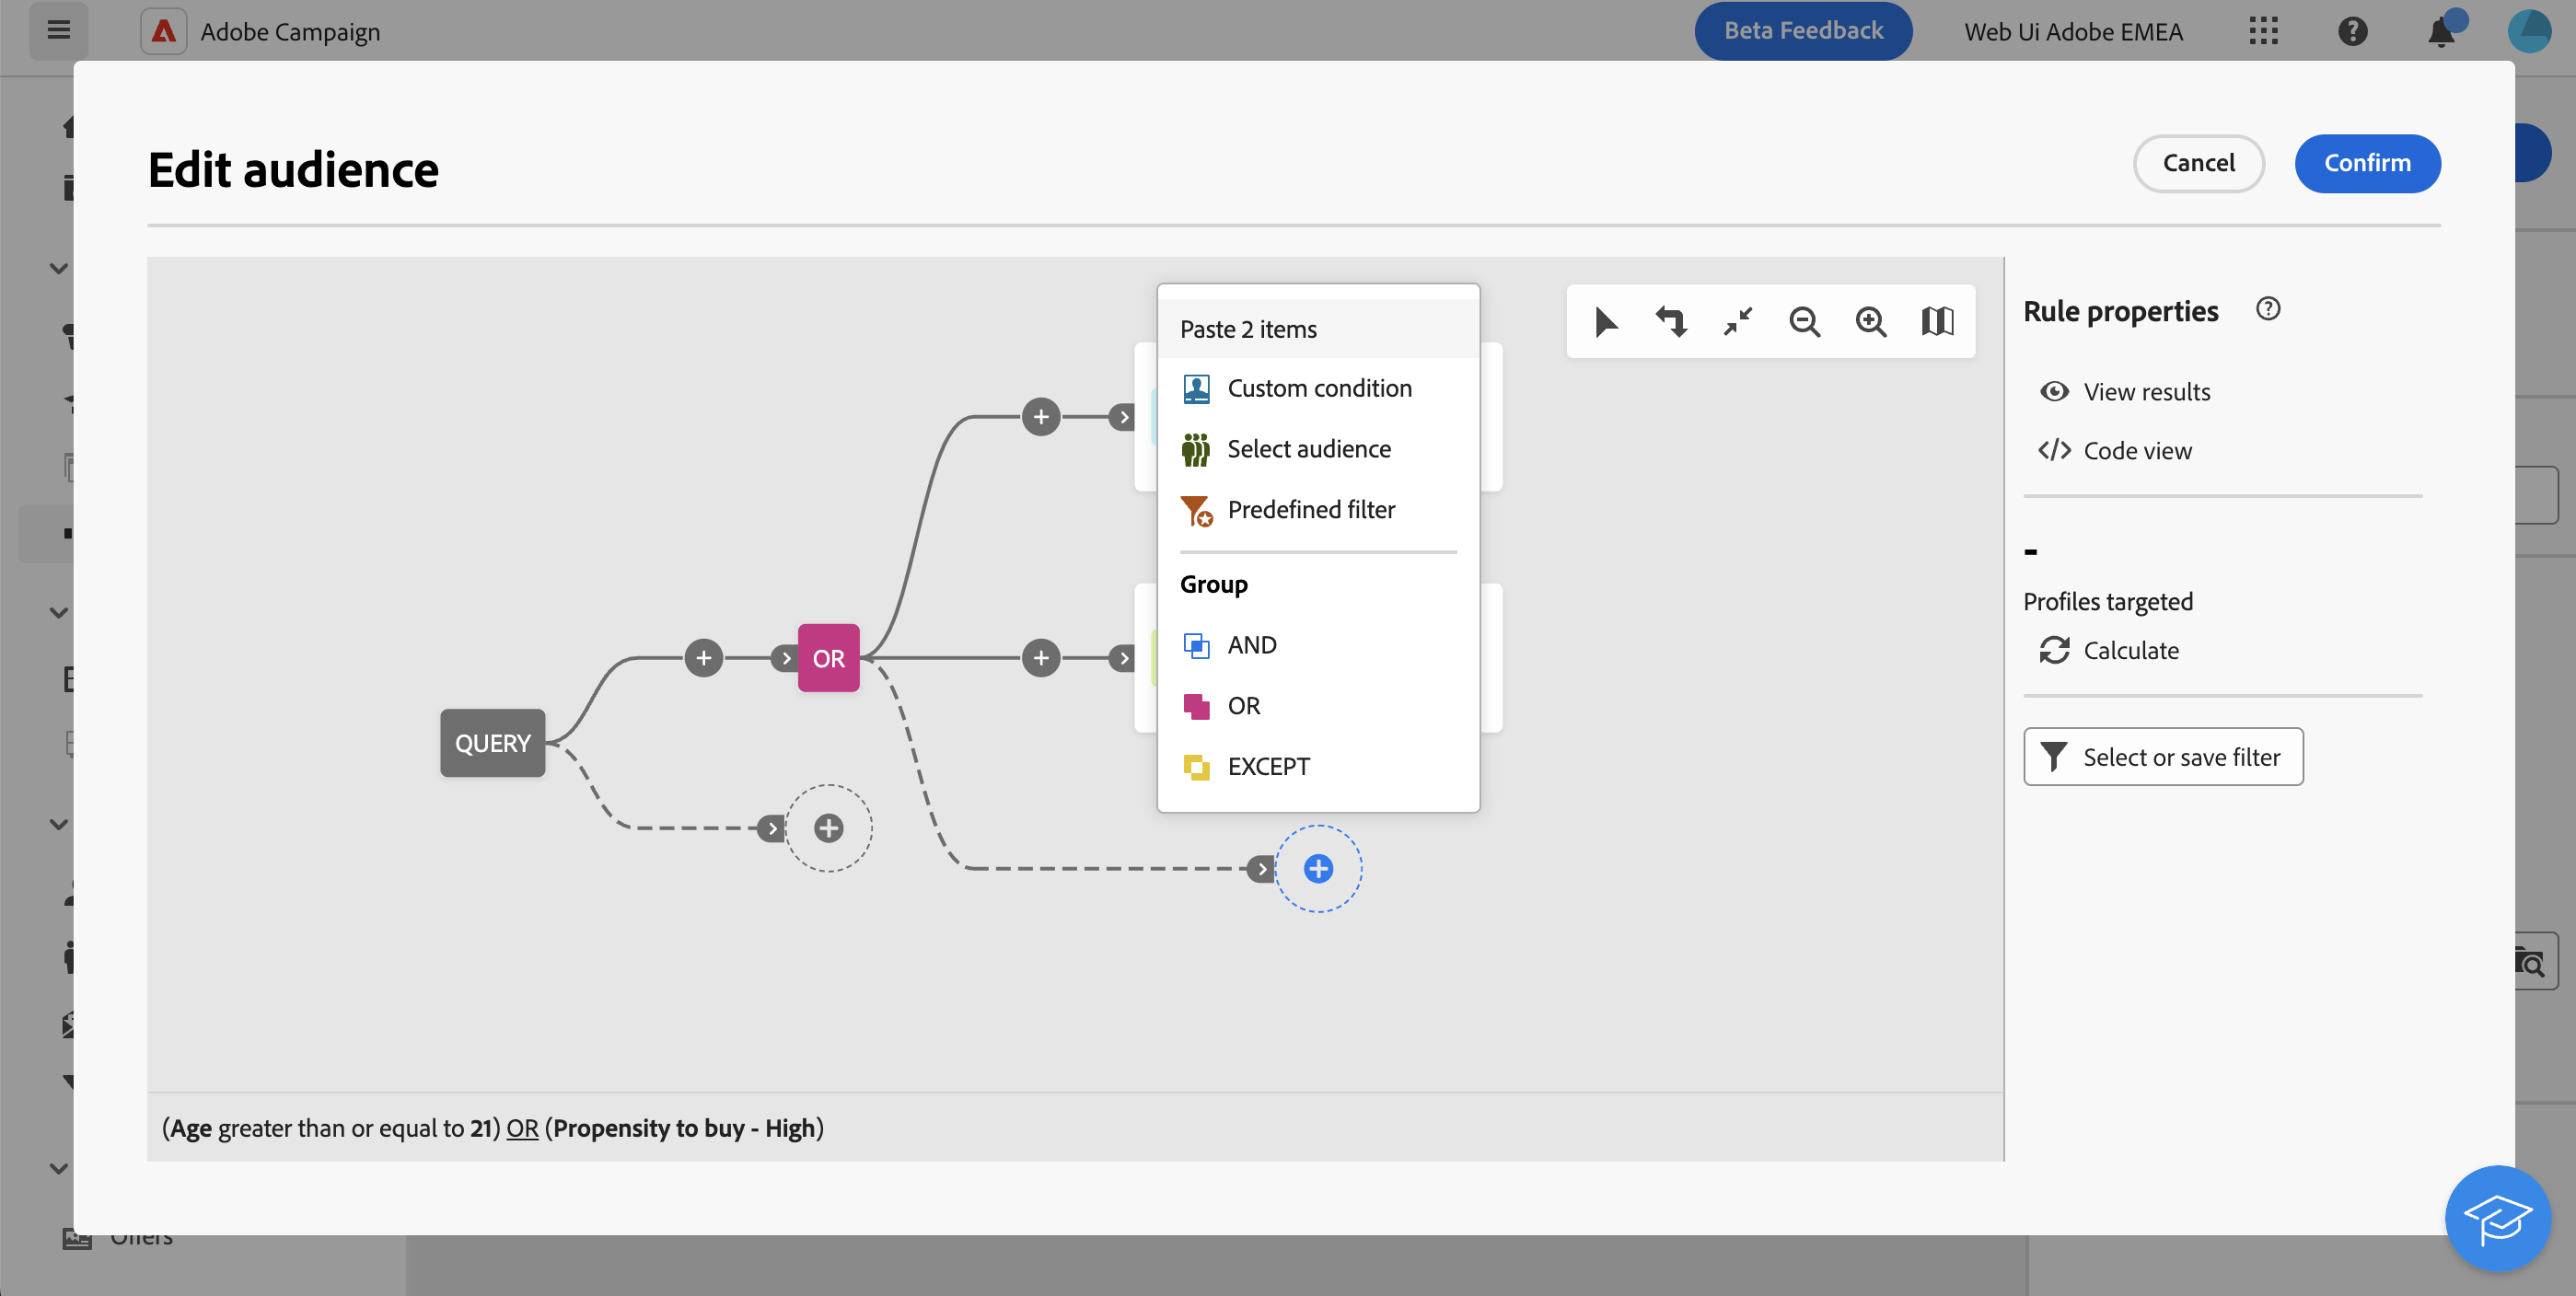 Adobe Campaign
Beta Feedback
Web Ui Adobe EMEA
Edit audience
Cancel
Confirm
Paste 2 items
Custom condition
Select audience
Predefined filter
Group
AND
OR
EXCEPT
OR
QUERY
Rule properties
View results
Code view
-
Profiles targeted
Calculate
Select or save filter
(Age greater than or equal to 21) OR (Propensity to buy - High)
Offers